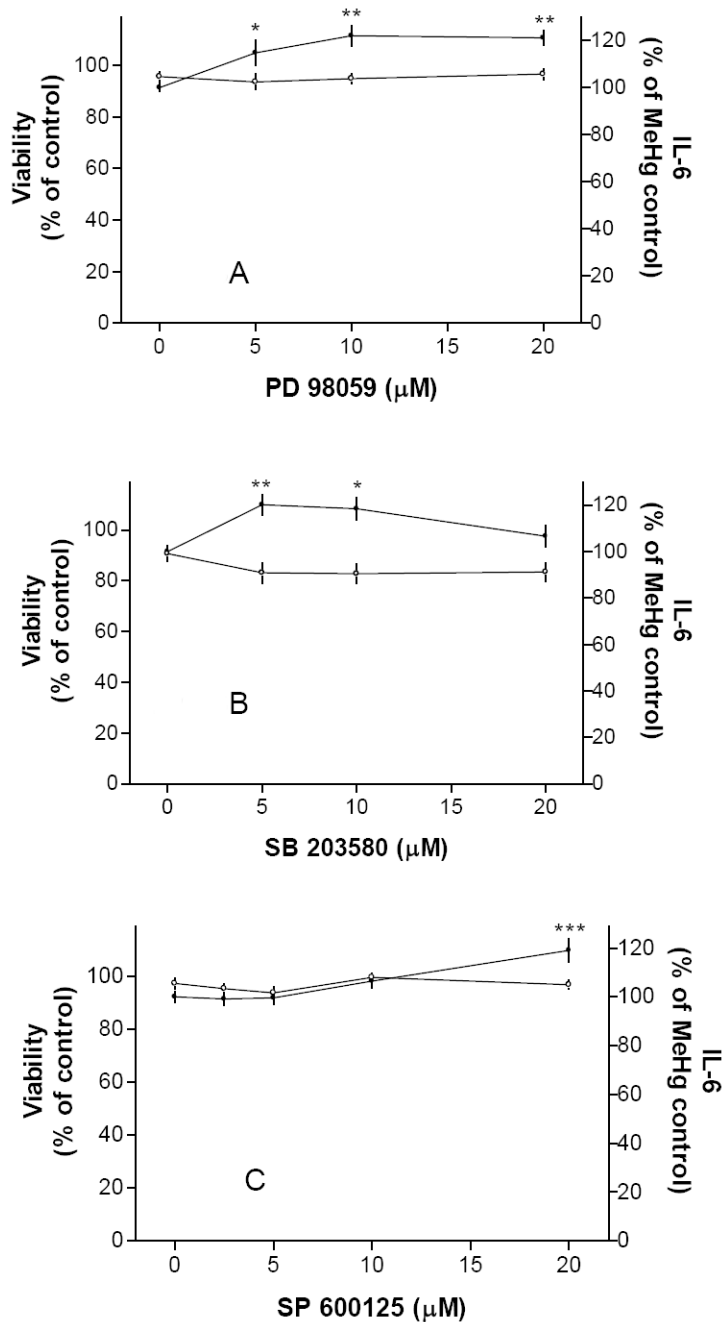 * ** **
Viability
(% of control)
100
80
60
40
20
0
120
100
80
60
40
20
0
IL-6
(% of MeHg control)
A
0 5 10 15 20
PD 98059 (μM)
** *
Viability
(% of control)
100
80
60
40
20
0
120
100
80
60
40
20
0
IL-6
(% of MeHg control)
B
0 5 10 15 20
SB 203580 (μM)
***
Viability
(% of control)
100
80
60
40
20
0
120
100
80
60
40
20
0
IL-6
(% of MeHg control)
C
0 5 10 15 20
SP 600125 (μM)